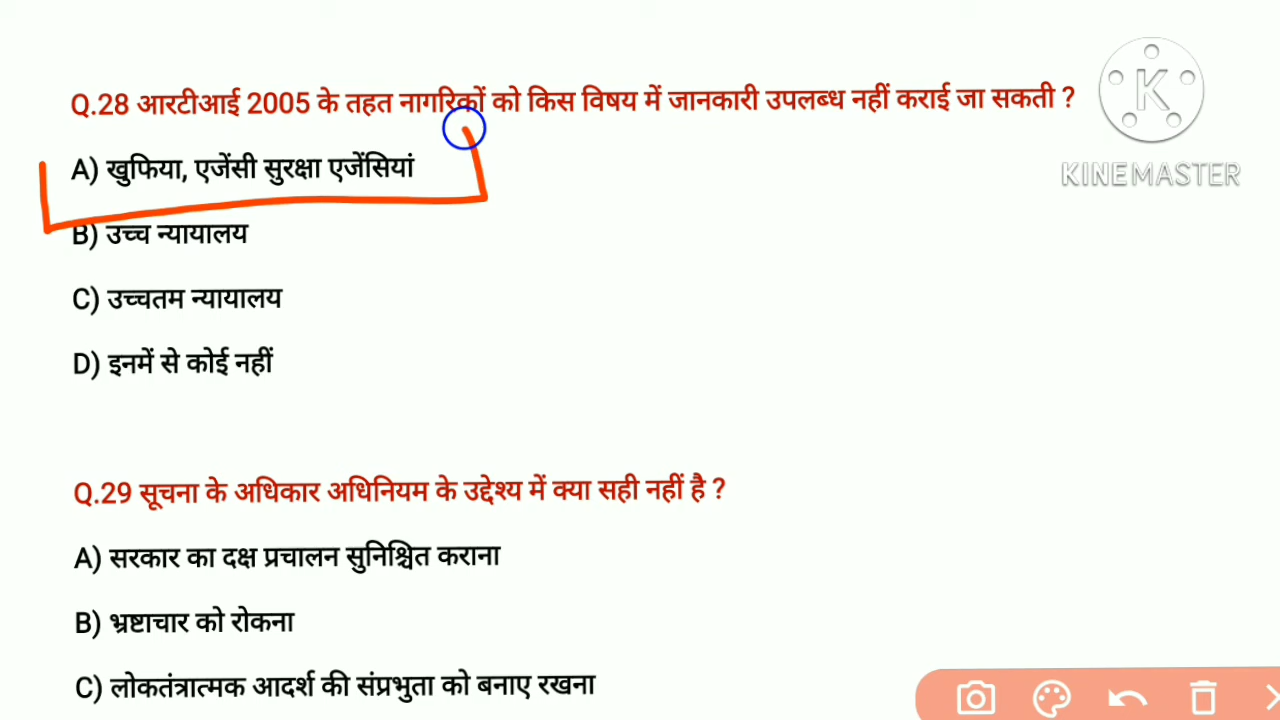 Q.28 आरटीआई 2005 के तहत नागरिकों को किस विषय में जानकारी उपलब्ध नहीं कराई जा सकती ?
A) खुफिया, एजेंसी सुरक्षा एजेंसियां
B) उच्च न्यायालय
C) उच्चतम न्यायालय
D) इनमें से कोई नहीं
K
KINEMASTER
Q.29 सूचना के अधिकार अधिनियम के उद्देश्य में क्या सही नहीं है ?
A) सरकार का दक्ष प्रचालन सुनिश्चित कराना
B) भ्रष्टाचार को रोकना
C) लोकतंत्रात्मक आदर्श की संप्रभुता को बनाए रखना